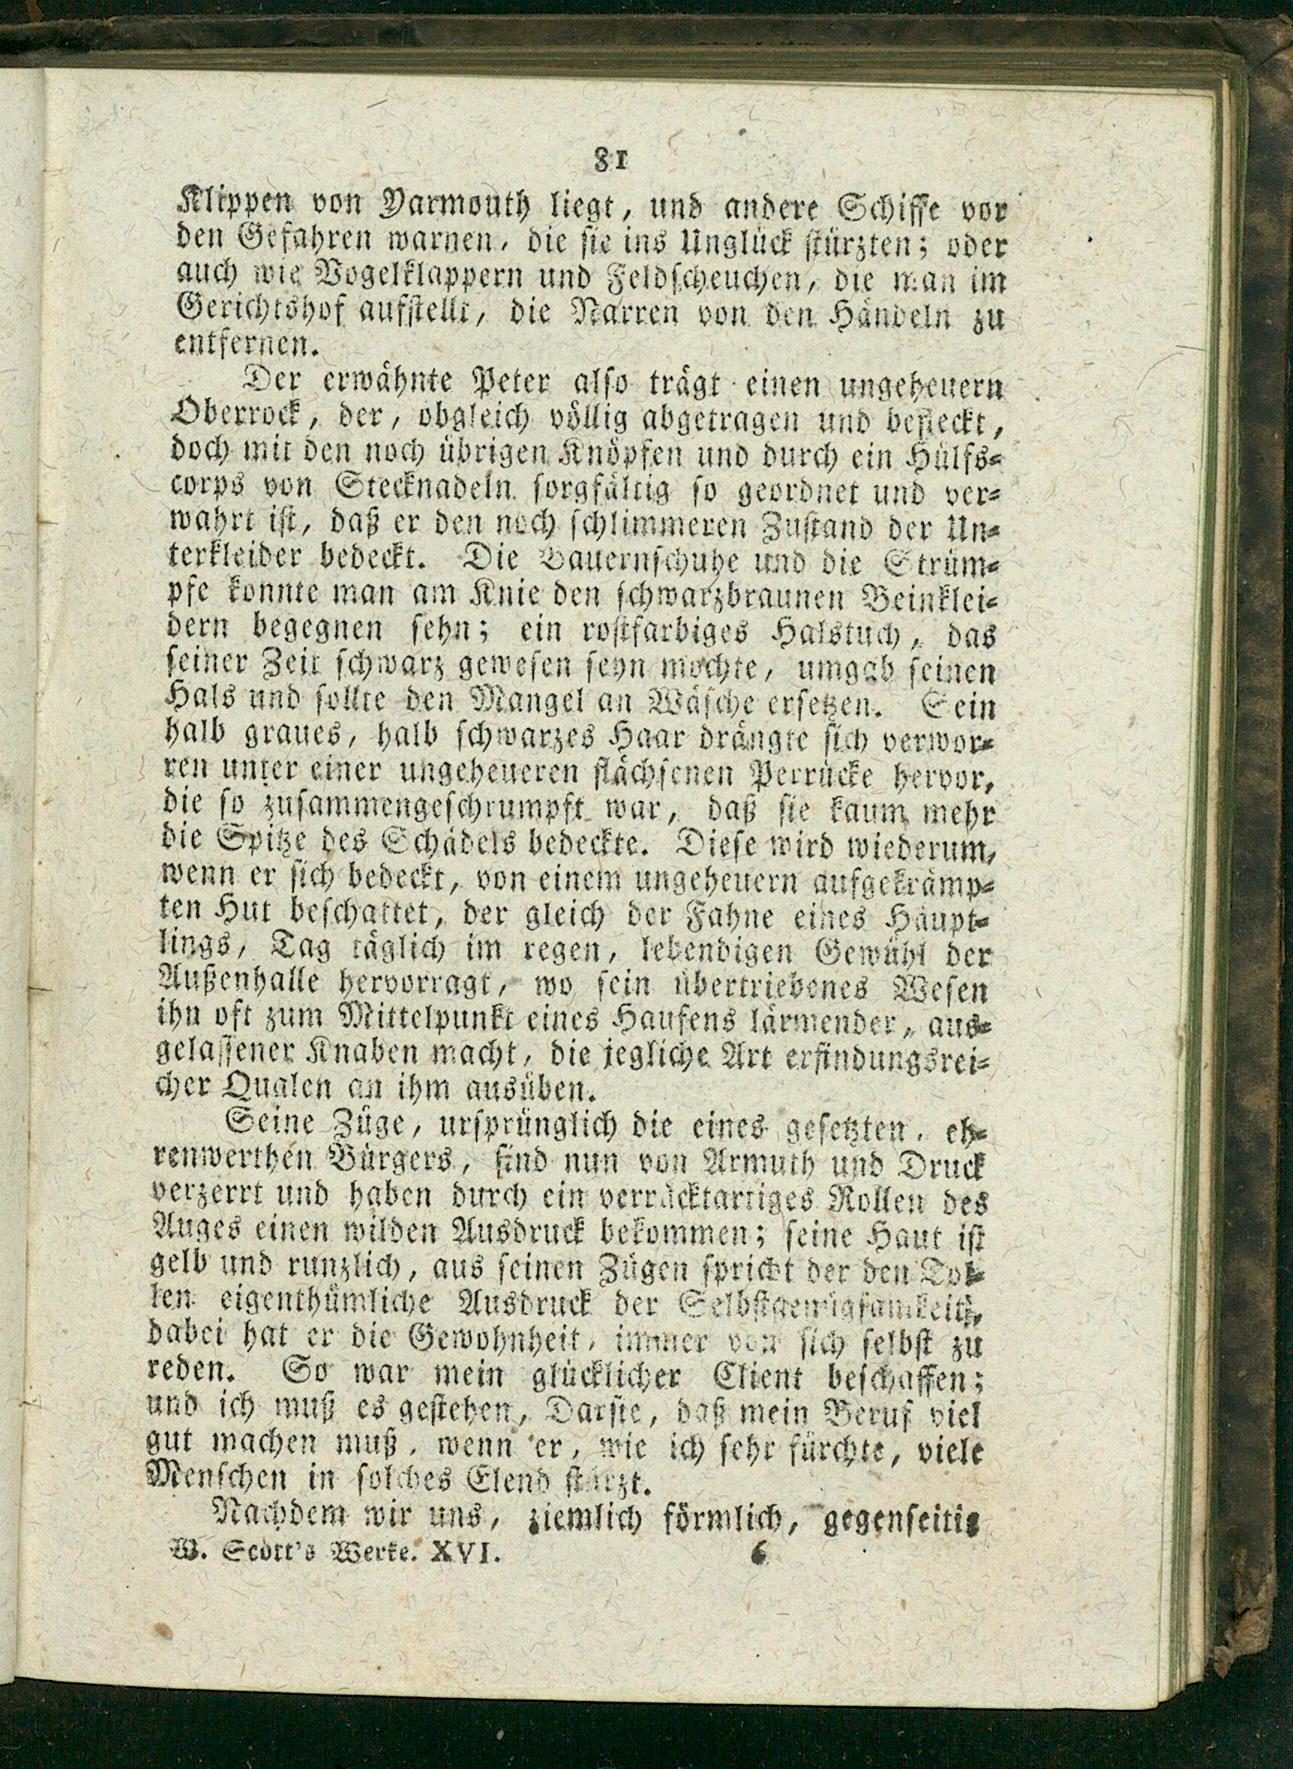 81
Klippen von Yarmouth liegt, und andere Schiffe vor
den Gefahren warnen, die sie ins Unglück stürzten; oder
auch wie Vogelklappern und Feldscheuchen, die man im
Gerichtshof aufstellt, die Narren von den Händeln zu
entfernen.
Der erwähnte Peter also trägt einen ungeheuern
Oberrock, der, obgleich völlig abgetragen und befleckt,
doch mit den noch übrigen Knöpfen und durch ein Hülfs-
corps von Stecknadeln sorgfältig so geordnet und ver-
wahrt ist, daß er den noch schlimmeren Zustand der Un-
terkleider bedeckt. Die Bauernschuhe und die Strüm-
pfe konnte man am Knie den schwarzbraunen Beinklei-
dern begegnen sehn; ein rostfarbiges Halstuch, das
seiner Zeit schwarz gewesen seyn mochte, umgab seinen
Hals und sollte den Mangel an Wäsche ersetzen. Sein
halb graues, halb schwarzes Haar drängte sich verwor-
ren unter einer ungeheueren flächsenen Perrücke hervor,
die so zusammengeschrumpft war, daß sie kaum mehr
die Spitze des Schädels bedeckte. Diese wird wiederum,
wenn er sich bedeckt, von einem ungeheuern aufgekrämp-
ten Hut beschattet, der gleich der Fahne eines Häupt-
lings, Tag täglich im regen, lebendigen Gewühl der
Außenhalle hervorragt, wo sein übertriebenes Wesen
ihn oft zum Mittelpunkt eines Haufens lärmender, aus-
gelassener Knaben macht, die jegliche Art erfindungsrei-
cher Qualen an ihm ausüben.
Seine Züge, ursprünglich die eines gesetzten, eh-
renwerthen Bürgers, sind nun von Armuth und Druck
verzerrt und haben durch ein verrücktartiges Rollen des
Auges einen wilden Ausdruck bekommen; seine Haut ist
gelb und runzlich, aus seinen Zügen spricht der den Tol-
len eigenthümliche Ausdruck der Selbstgenügsamkeit,
dabei hat er die Gewohnheit, immer von sich selbst zu
reden. So war mein glücklicher Client beschaffen;
und ich muß es gestehen, Darsie, daß mein Beruf viel
gut machen muß, wenn er, wie ich sehr fürchte, viele
Menschen in solches Elend stürzt.
Nachdem wir uns, ziemlich förmlich, gegenseitig
W. Scott's Werke. XVI. 6